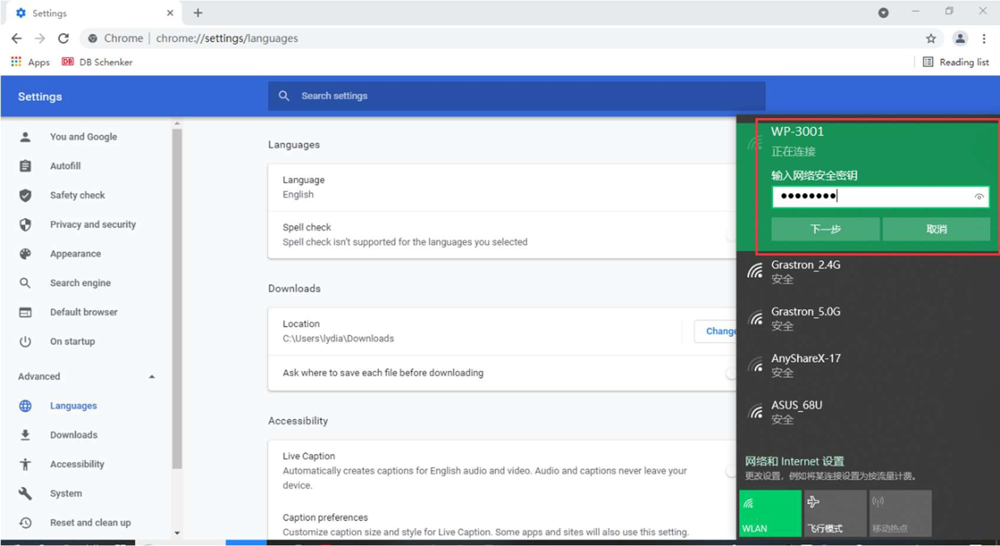 Settings
Chrome | chrome://settings/languages
Apps DB DB Schenker Reading list
Settings
Search settings
You and Google
Autofill
Safety check
Privacy and security
Appearance
Search engine
Default browser
On startup
Advanced
Languages
Downloads
Accessibility
System
Reset and clean up
Languages
Language
English
Spell check
Spell check isn't supported for the languages you selected
Downloads
Location
C:\Users\lydia\Downloads
Change
Ask where to save each file before downloading
Accessibility
Live Caption
Automatically creates captions for English audio and video. Audio and captions never leave your
device.
Caption preferences
Customize caption size and style for Live Caption. Some apps and sites will also use this setting.
WP-3001
正在连接
输入网络安全密钥
●●●●●●●●
下一步 取消
Grastron_2.4G
安全
Grastron_5.0G
安全
AnyShareX-17
安全
ASUS_68U
安全
网络和 Internet 设置
更改设置，例如将某连接设置为按流量计费。
WLAN 飞行模式 移动热点